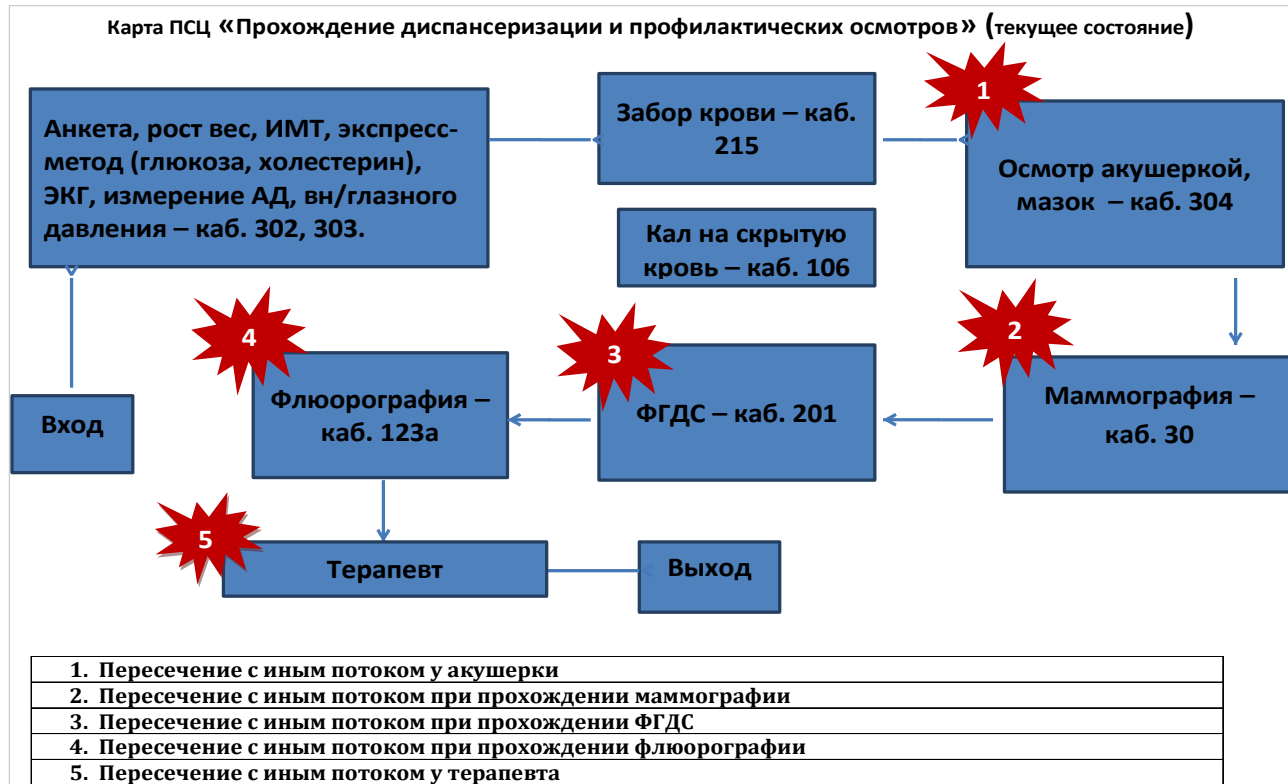 Карта ПСЦ «Прохождение диспансеризации и профилактических осмотров» (текущее состояние)
Анкета, рост вес, ИМТ, экспресс-
метод (глюкоза, холестерин),
ЭКГ, измерение АД, вн/глазного
давления – каб. 302, 303.
Забор крови – каб.
215
1
Осмотр акушеркой,
мазок – каб. 304
Кал на скрытую
кровь – каб. 106
Вход
4
Флюорография –
каб. 123а
3
ФГДС – каб. 201
2
Маммография –
каб. 30
5
Терапевт
Выход
1. Пересечение с иным потоком у акушерки
2. Пересечение с иным потоком при прохождении маммографии
3. Пересечение с иным потоком при прохождении ФГДС
4. Пересечение с иным потоком при прохождении флюорографии
5. Пересечение с иным потоком у терапевта